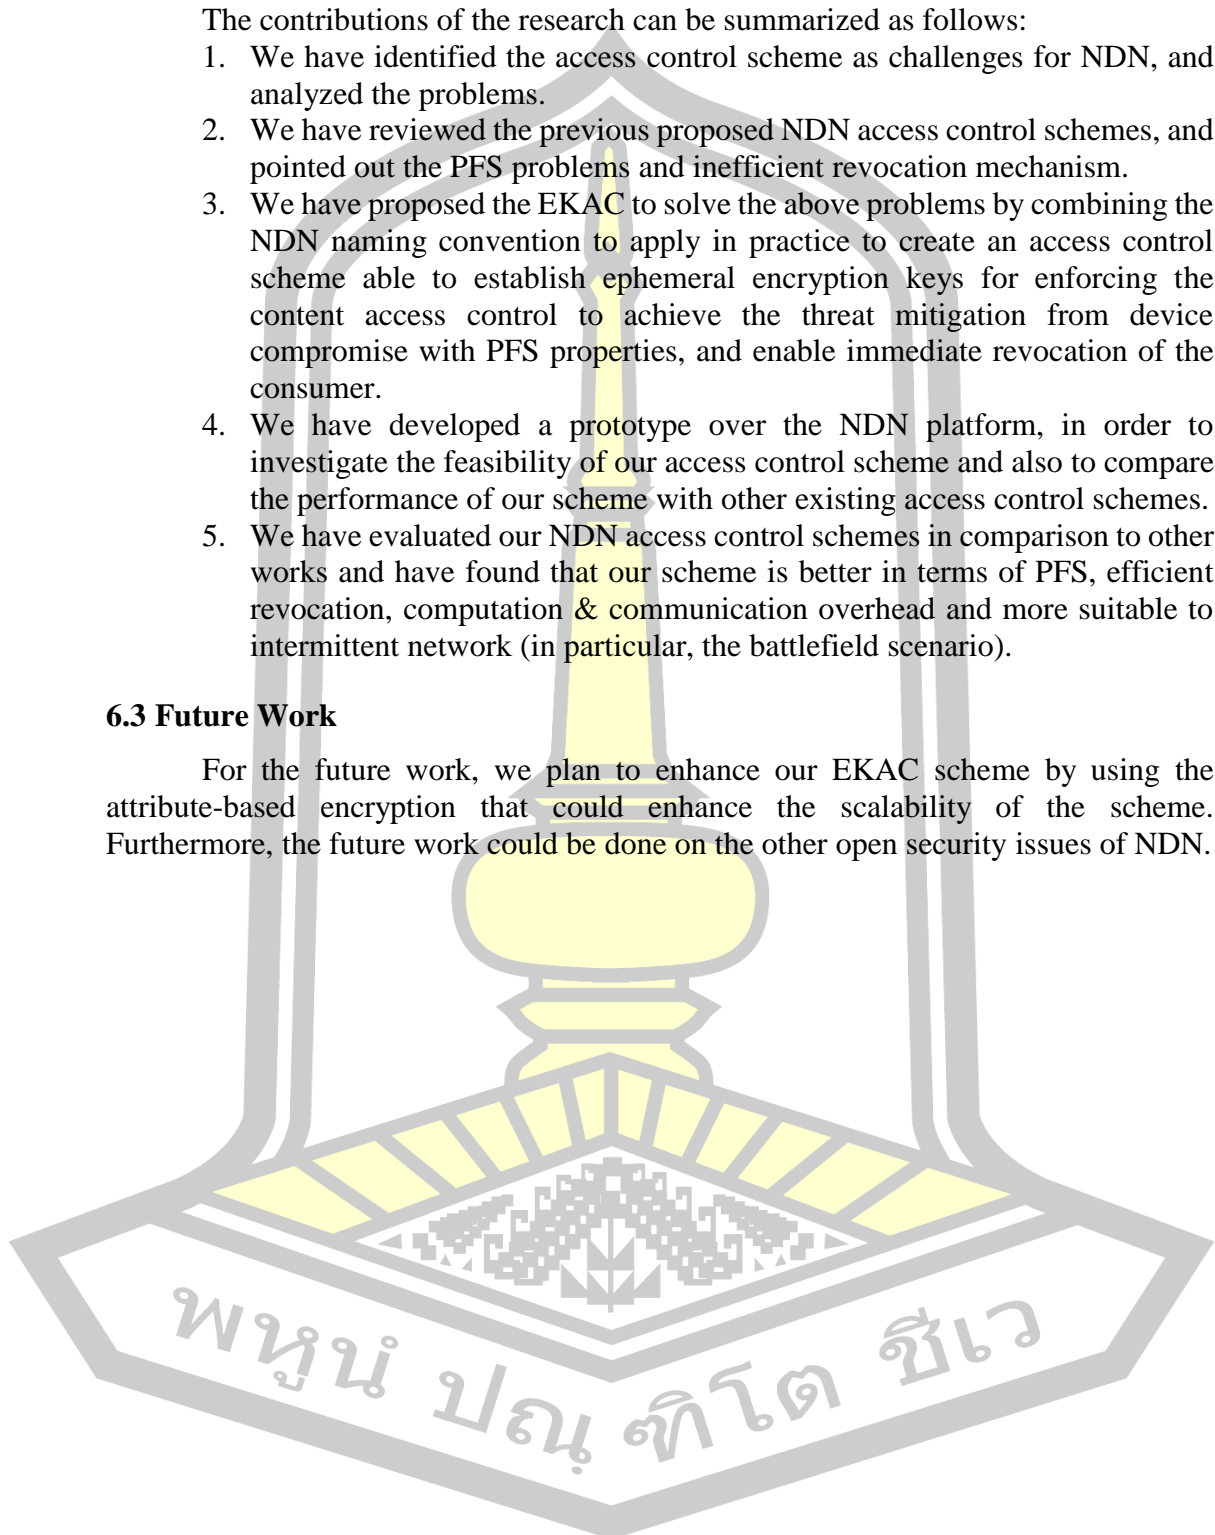 The contributions of the research can be summarized as follows:
1. We have identified the access control scheme as challenges for NDN, and
analyzed the problems.
2. We have reviewed the previous proposed NDN access control schemes, and
pointed out the PFS problems and inefficient revocation mechanism.
3. We have proposed the EKAC to solve the above problems by combining the
NDN naming convention to apply in practice to create an access control
scheme able to establish ephemeral encryption keys for enforcing the
content access control to achieve the threat mitigation from device
compromise with PFS properties, and enable immediate revocation of the
consumer.
4. We have developed a prototype over the NDN platform, in order to
investigate the feasibility of our access control scheme and also to compare
the performance of our scheme with other existing access control schemes.
5. We have evaluated our NDN access control schemes in comparison to other
works and have found that our scheme is better in terms of PFS, efficient
revocation, computation & communication overhead and more suitable to
intermittent network (in particular, the battlefield scenario).
6.3 Future Work
For the future work, we plan to enhance our EKAC scheme by using the
attribute-based encryption that could enhance the scalability of the scheme.
Furthermore, the future work could be done on the other open security issues of NDN.
พหูนํ ปณฺฑิโต ชีเว